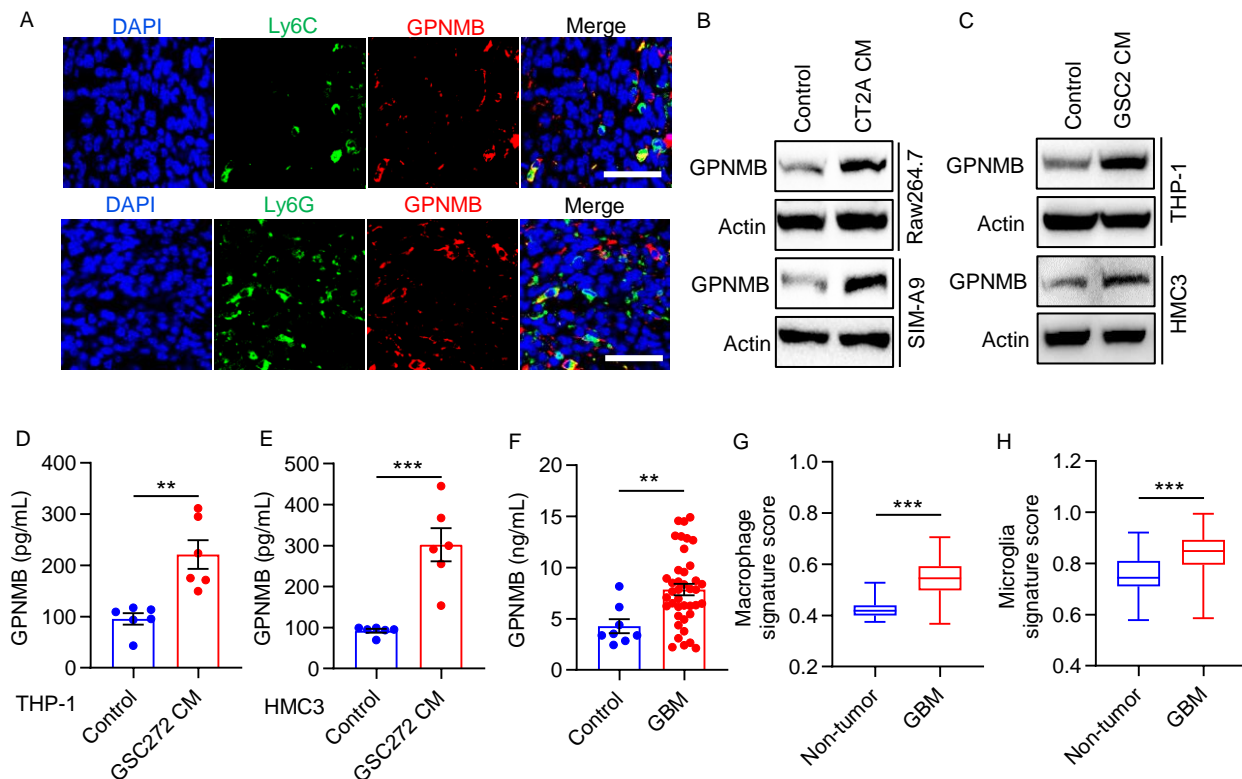 A
DAPI
Ly6C
GPNMB
Merge
DAPI
Ly6G
GPNMB
Merge
B
Control
CT2A CM
GPNMB
Actin
Raw264.7
GPNMB
Actin
SIM-A9
C
Control
GSC2 CM
GPNMB
Actin
THP-1
GPNMB
Actin
HMC3
D
GPNMB (pg/mL)
400
300
200
100
0
**
THP-1
Control
GSC272 CM
E
GPNMB (pg/mL)
500
400
300
200
100
0
***
HMC3
Control
GSC272 CM
F
GPNMB (ng/mL)
20
15
10
5
0
**
Control
GBM
G
Macrophage
signature score
1.0
0.8
0.6
0.4
0.2
***
Non-tumor
GBM
H
Microglia
signature score
1.2
1.0
0.8
0.6
0.4
***
Non-tumor
GBM